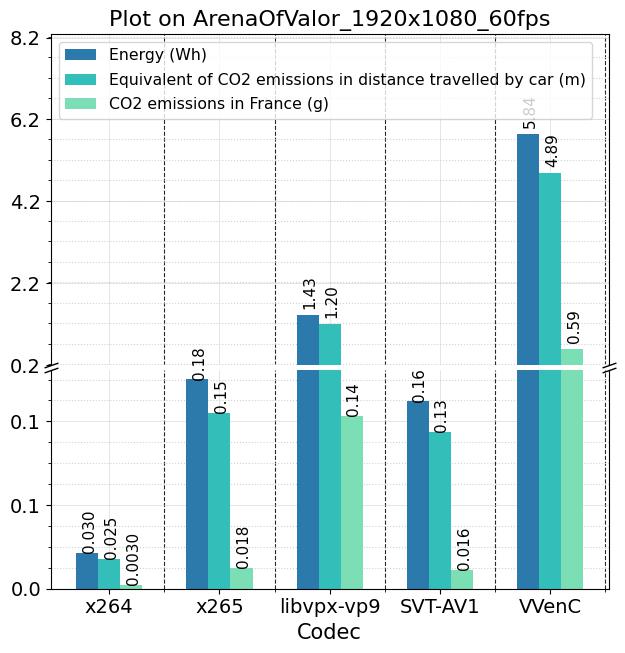 Plot on ArenaOfValor_1920x1080_60fps
8.2
Energy (Wh)
Equivalent of CO2 emissions in distance travelled by car (m)
CO2 emissions in France (g)
6.2
5.84
4.89
4.2
2.2
1.43
1.20
0.59
0.2
0.18
0.15
0.14
0.16
0.13
0.1
0.1
0.030
0.025
0.0030
0.018
0.016
0.0
x264
x265
libvpx-vp9
SVT-AV1
VVenC
Codec